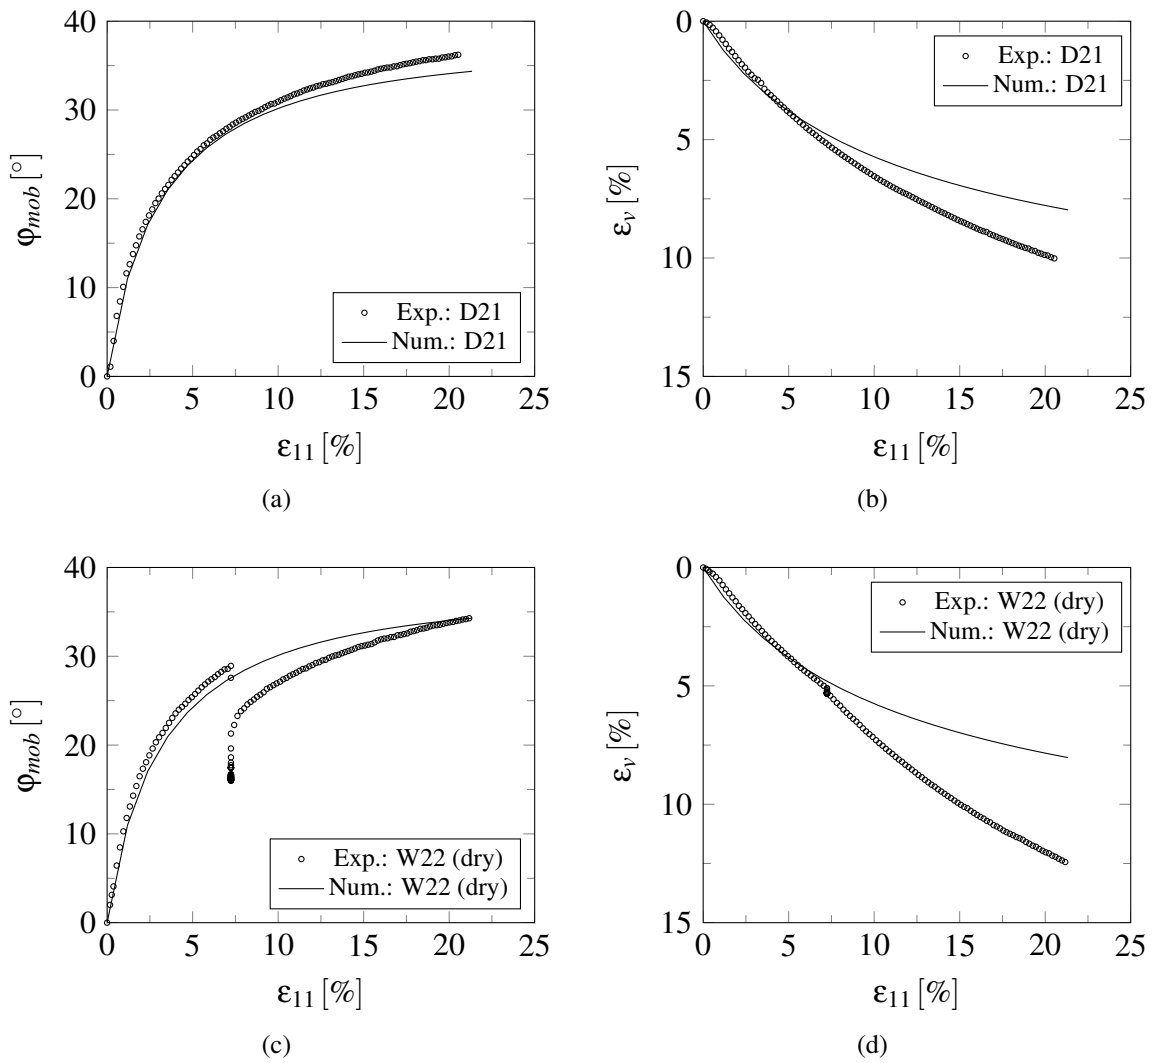 40
30
20
10
0
φmob [°]
Exp.: D21
Num.: D21
0 5 10 15 20 25
ε11 [%]
(a)
0
5
10
15
εv [%]
Exp.: D21
Num.: D21
0 5 10 15 20 25
ε11 [%]
(b)
40
30
20
10
0
φmob [°]
Exp.: W22 (dry)
Num.: W22 (dry)
0 5 10 15 20 25
ε11 [%]
(c)
0
5
10
15
εv [%]
Exp.: W22 (dry)
Num.: W22 (dry)
0 5 10 15 20 25
ε11 [%]
(d)